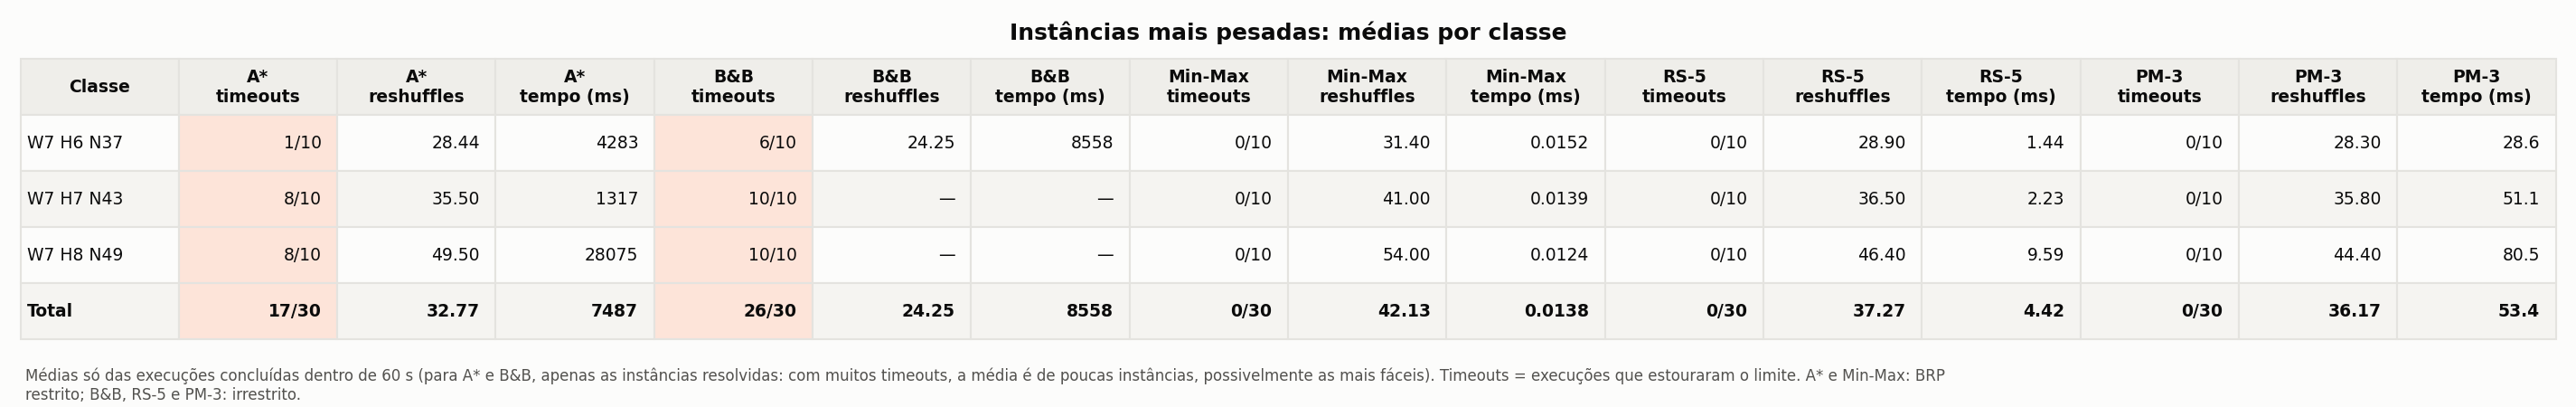 Instâncias mais pesadas: médias por classe
Classe | A* timeouts | A* reshuffles | A* tempo (ms) | B&B timeouts | B&B reshuffles | B&B tempo (ms) | Min-Max timeouts | Min-Max reshuffles | Min-Max tempo (ms) | RS-5 timeouts | RS-5 reshuffles | RS-5 tempo (ms) | PM-3 timeouts | PM-3 reshuffles | PM-3 tempo (ms)
W7 H6 N37 | 1/10 | 28.44 | 4283 | 6/10 | 24.25 | 8558 | 0/10 | 31.40 | 0.0152 | 0/10 | 28.90 | 1.44 | 0/10 | 28.30 | 28.6
W7 H7 N43 | 8/10 | 35.50 | 1317 | 10/10 | — | — | 0/10 | 41.00 | 0.0139 | 0/10 | 36.50 | 2.23 | 0/10 | 35.80 | 51.1
W7 H8 N49 | 8/10 | 49.50 | 28075 | 10/10 | — | — | 0/10 | 54.00 | 0.0124 | 0/10 | 46.40 | 9.59 | 0/10 | 44.40 | 80.5
Total | 17/30 | 32.77 | 7487 | 26/30 | 24.25 | 8558 | 0/30 | 42.13 | 0.0138 | 0/30 | 37.27 | 4.42 | 0/30 | 36.17 | 53.4
Médias só das execuções concluídas dentro de 60 s (para A* e B&B, apenas as instâncias resolvidas: com muitos timeouts, a média é de poucas instâncias, possivelmente as mais fáceis). Timeouts = execuções que estouraram o limite. A* e Min-Max: BRP
restrito; B&B, RS-5 e PM-3: irrestrito.